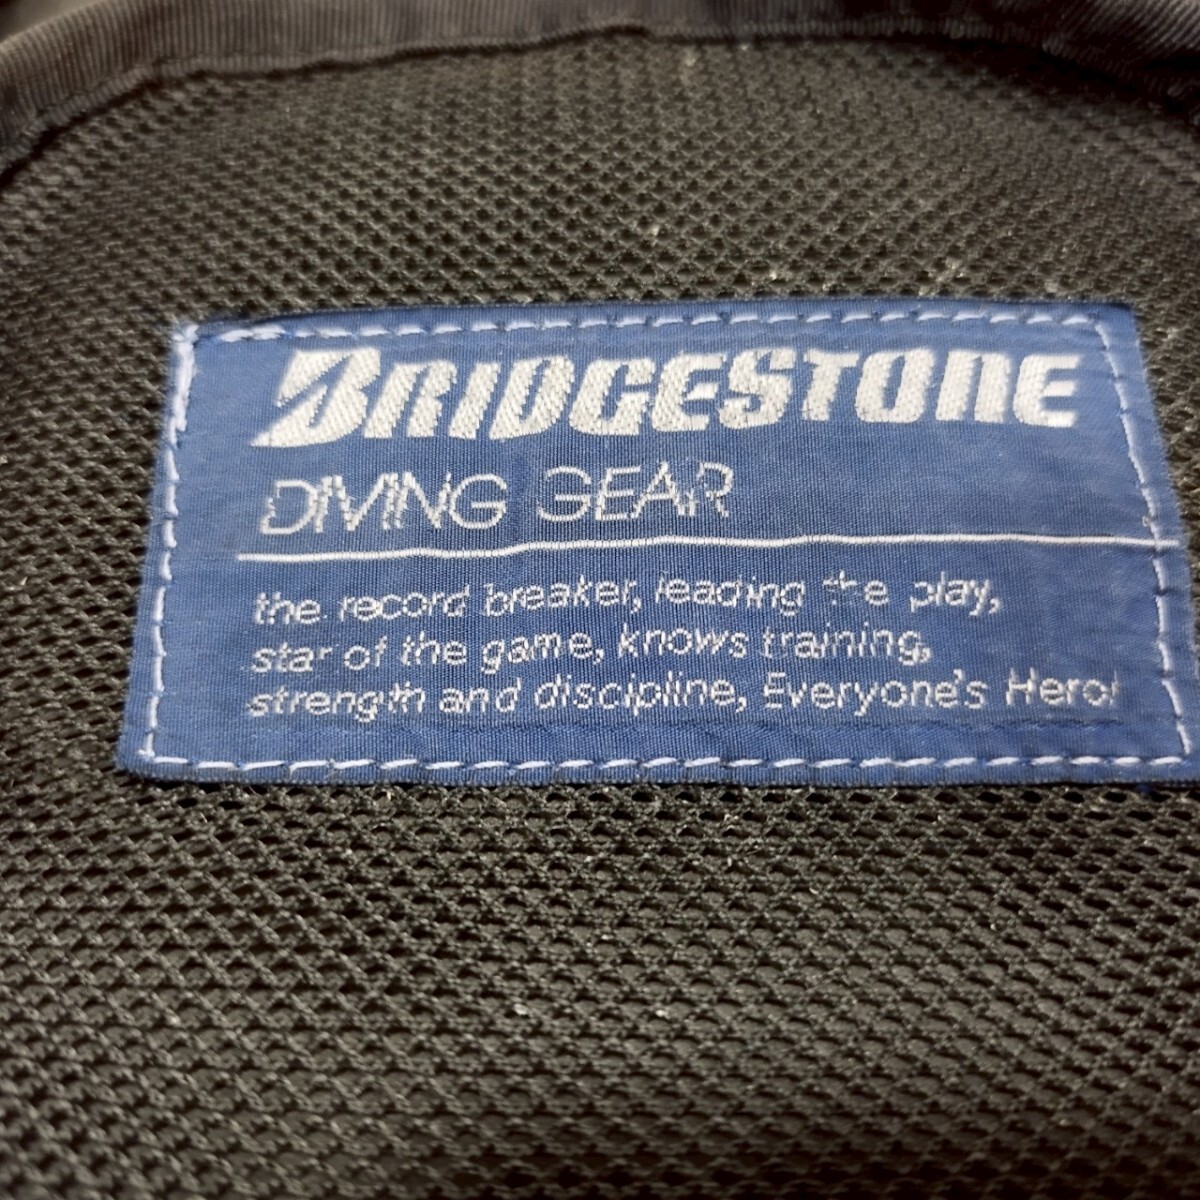 BRIDGESTONE
DIVING GEAR
the record breaker, leading the play,
star of the game, knows training,
strength and discipline, Everyone's Hero!